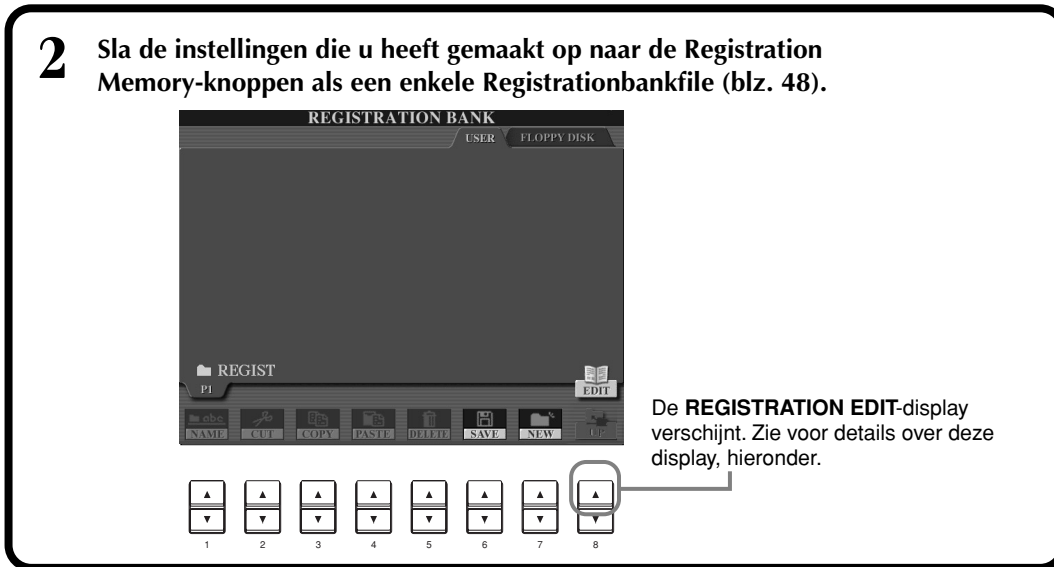 2 Sla de instellingen die u heeft gemaakt op naar de Registration
Memory-knoppen als een enkele Registrationbankfile (blz. 48).
REGISTRATION BANK
USER FLOPPY DISK
REGIST
P1
EDIT
abc
NAME CUT COPY PASTE DELETE SAVE NEW UP
De REGISTRATION EDIT-display
verschijnt. Zie voor details over deze
display, hieronder.
1 2 3 4 5 6 7 8